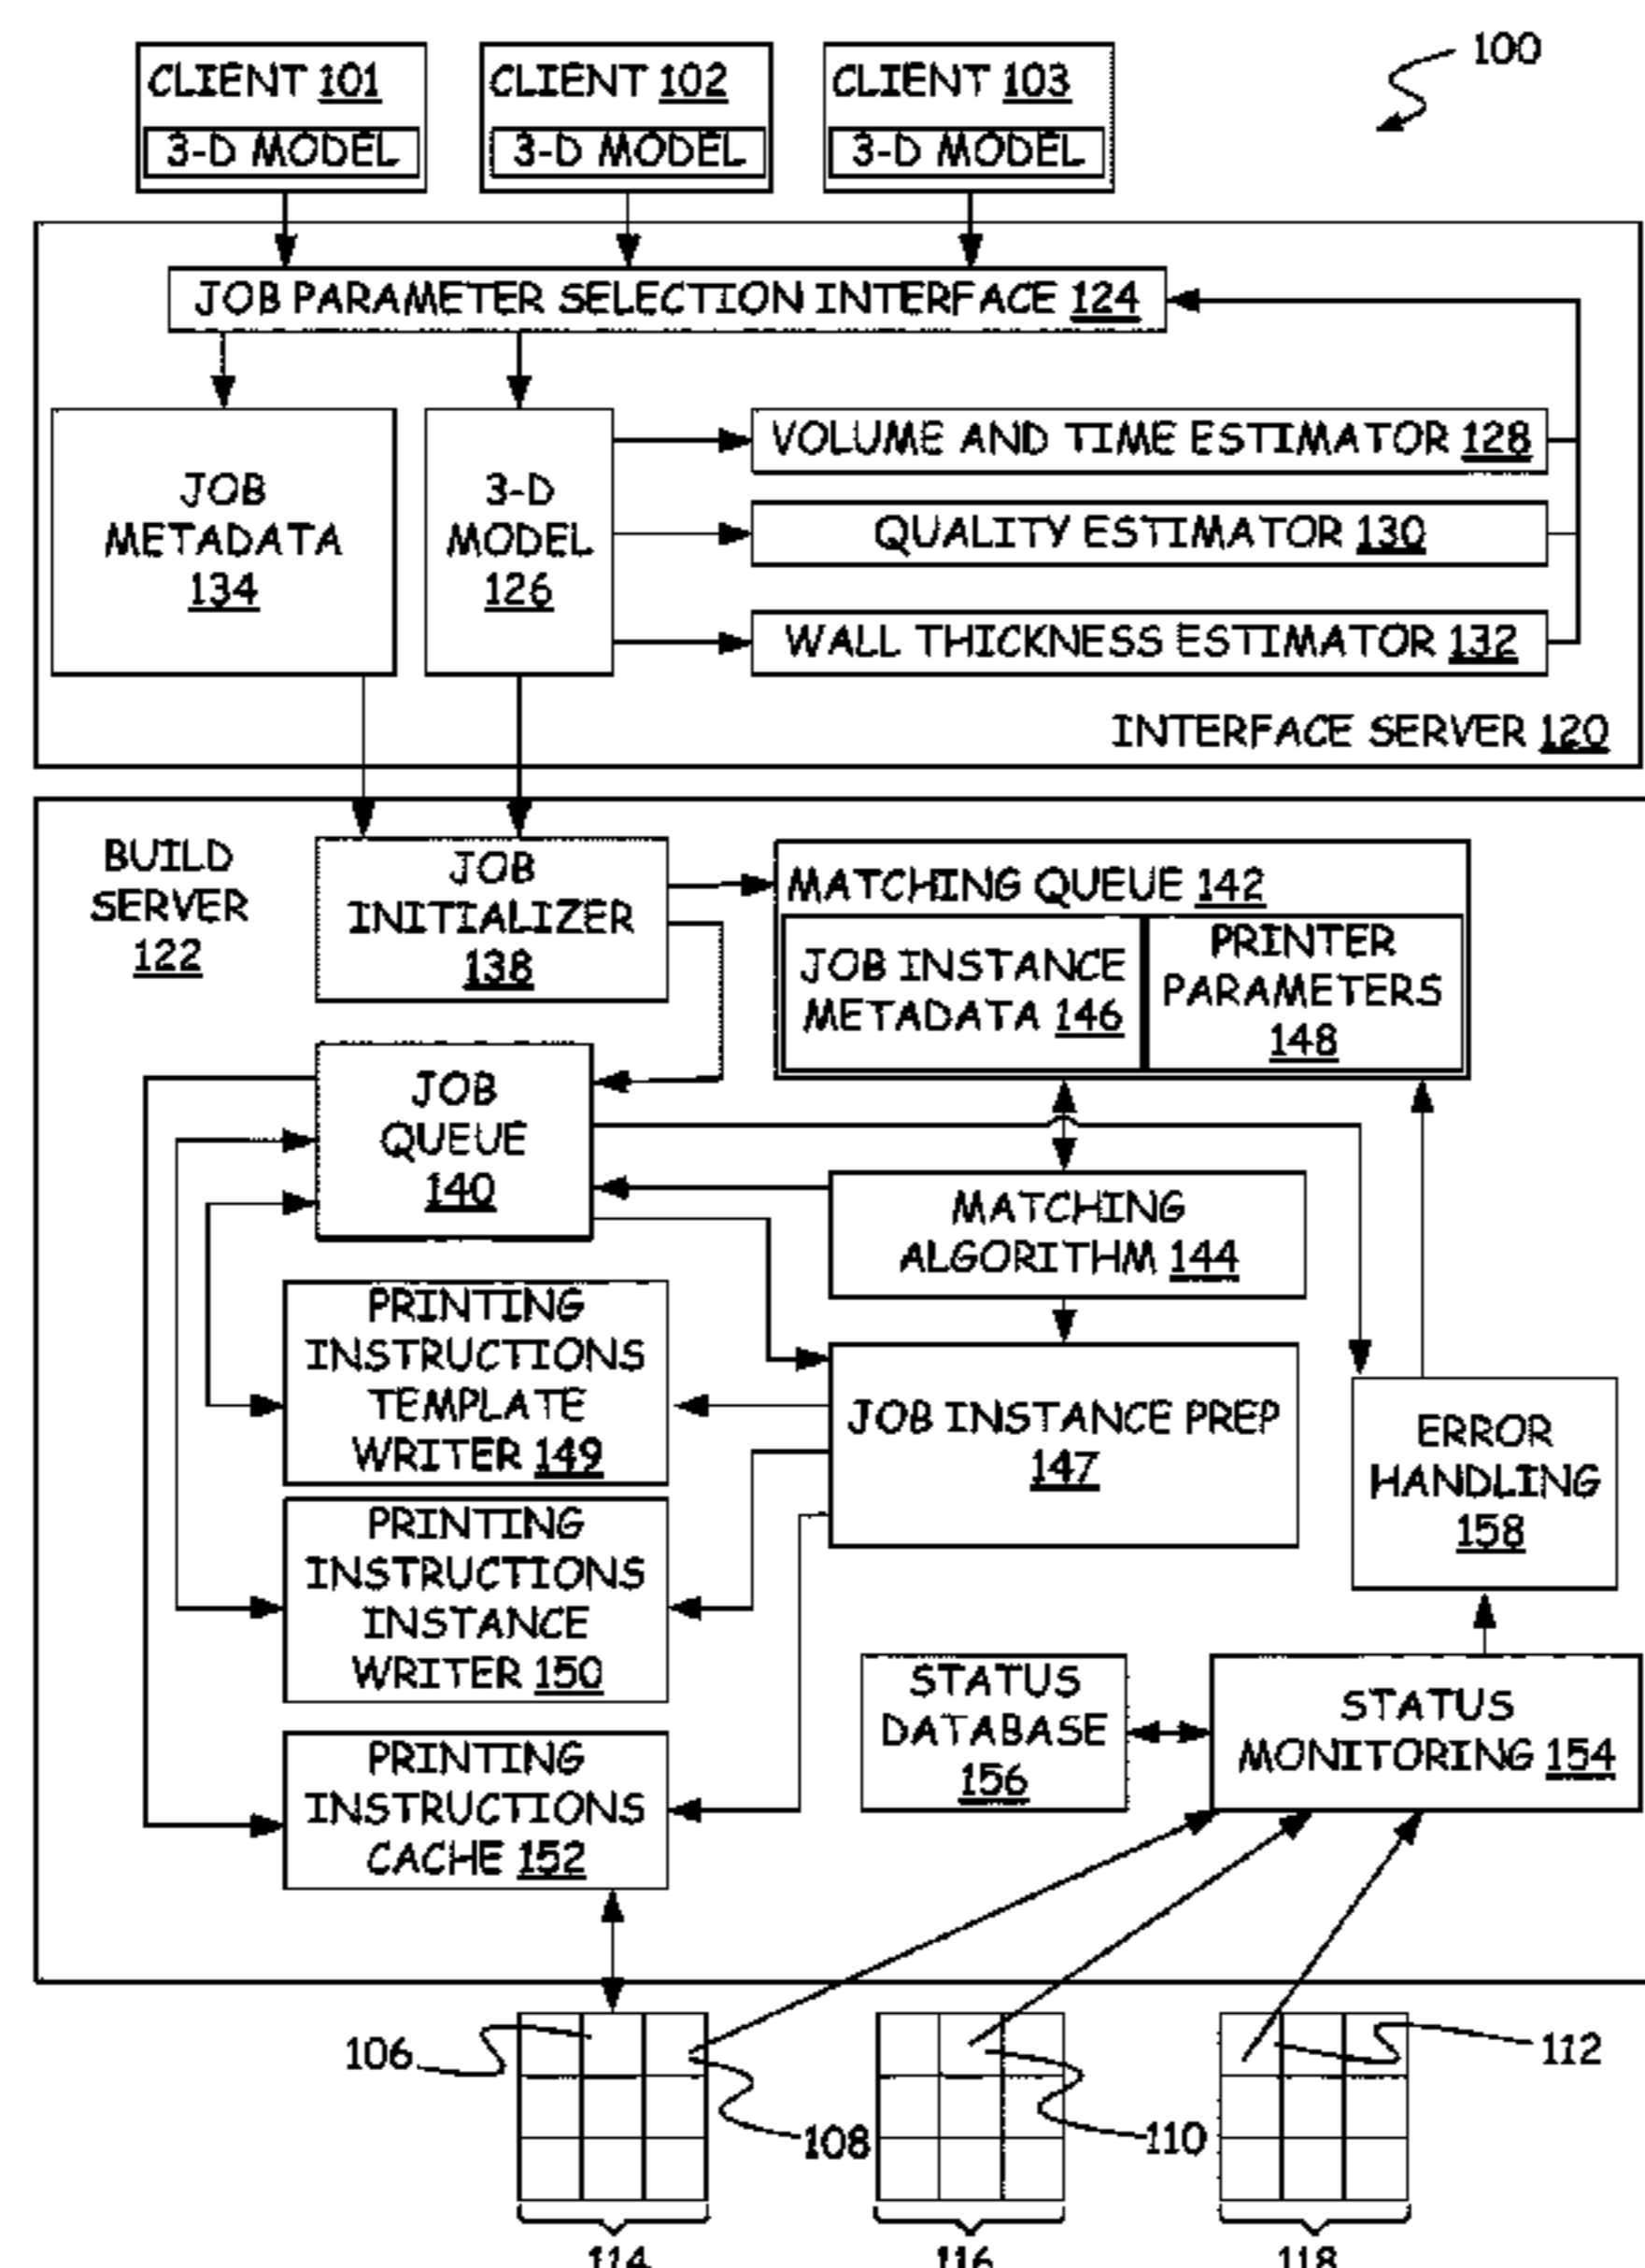 100
CLIENT 101
3-D MODEL
CLIENT 102
3-D MODEL
CLIENT 103
3-D MODEL
JOB PARAMETER SELECTION INTERFACE 124
JOB
METADATA
134
3-D
MODEL
126
VOLUME AND TIME ESTIMATOR 128
QUALITY ESTIMATOR 130
WALL THICKNESS ESTIMATOR 132
INTERFACE SERVER 120
BUILD
SERVER
122
JOB
INITIALIZER
138
MATCHING QUEUE 142
JOB INSTANCE
METADATA 146
PRINTER
PARAMETERS
148
JOB
QUEUE
140
MATCHING
ALGORITHM 144
PRINTING
INSTRUCTIONS
TEMPLATE
WRITER 149
JOB INSTANCE PREP
147
ERROR
HANDLING
158
PRINTING
INSTRUCTIONS
INSTANCE
WRITER 150
STATUS
DATABASE
156
STATUS
MONITORING 154
PRINTING
INSTRUCTIONS
CACHE 152
106
108
110
112
114
116
118